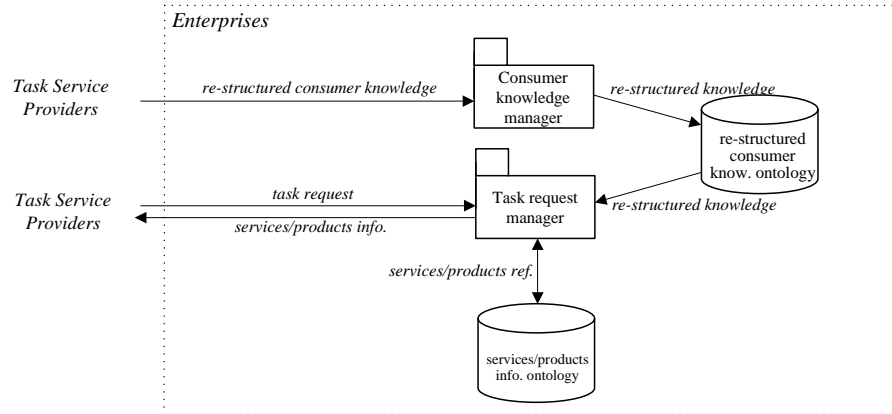 Enterprises
Task Service
Providers
re-structured consumer knowledge
Consumer
knowledge
manager
re-structured knowledge
re-structured
consumer
know. ontology
Task Service
Providers
task request
services/products info.
Task request
manager
re-structured knowledge
services/products ref.
services/products
info. ontology